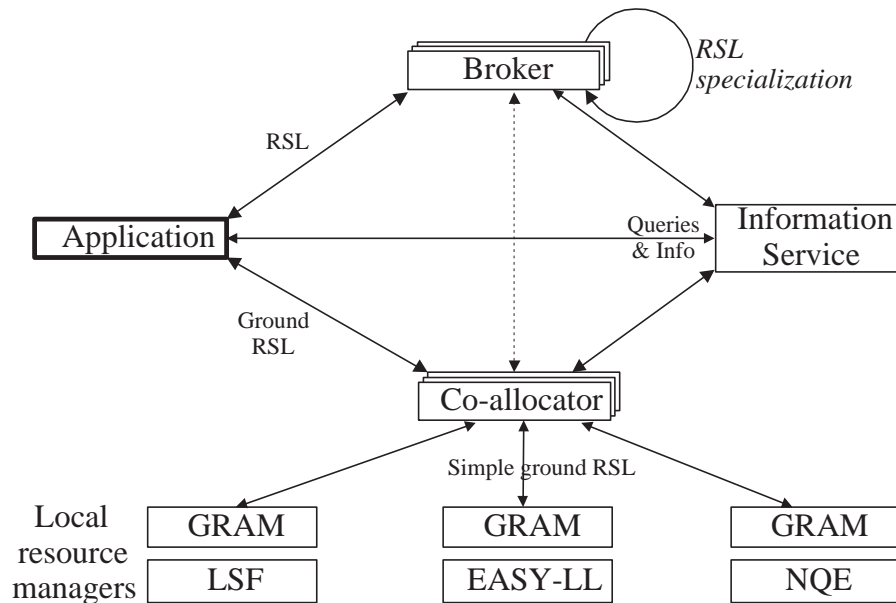 Broker
RSL
specialization
RSL
Application
Queries
& Info
Information
Service
Ground
RSL
Co-allocator
Simple ground RSL
Local
resource
managers
GRAM
GRAM
GRAM
LSF
EASY-LL
NQE